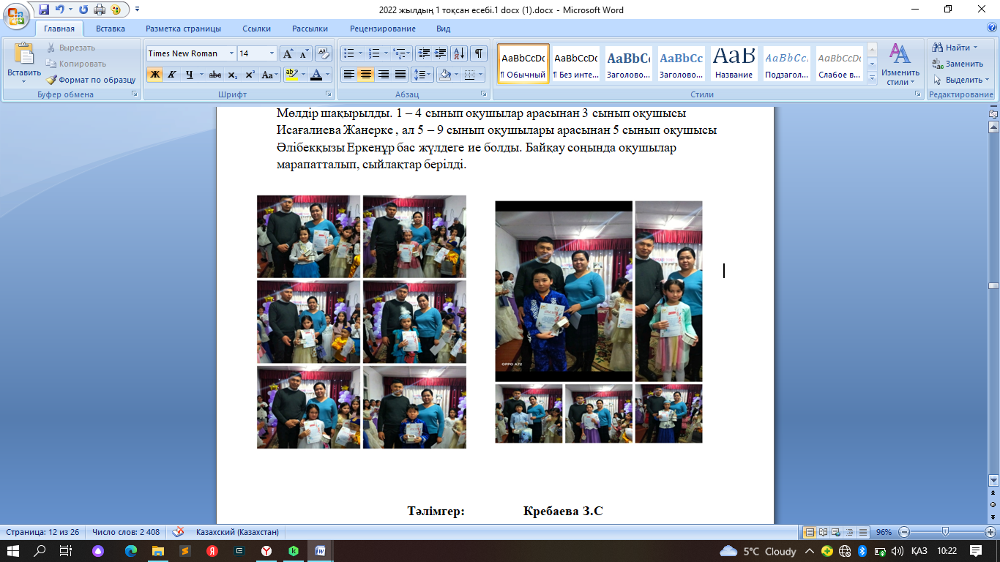 2022 жылдың 1 тоқсан есебі.1 docx (1).docx - Microsoft Word
Главная Вставка Разметка страницы Ссылки Рассылки Рецензирование Вид
Вставить
Вырезать
Копировать
Формат по образцу
Буфер обмена
Times New Roman 14
Ж К Ч abc x₂ x² Aa
Шрифт
Абзац
АаBbCcDc АаBbCcDc AaBbCc AaBbCc АаВ AaBbCc. AaBbCcDc
¶ Обычный ¶ Без инте... Заголово... Заголово... Название Подзагол... Слабое в...
Стили
Изменить стили
Найти
Заменить
Выделить
Редактирование
Мөлдір шақырылды. 1 – 4 сынып оқушылар арасынан 3 сынып оқушысы
Исағалиева Жанерке , ал 5 – 9 сынып оқушылары арасынан 5 сынып оқушысы
Әлібекқызы Еркенұр бас жүлдеге ие болды. Байқау соңында оқушылар
марапатталып, сыйлақтар берілді.
OPPO A72
Тәлімгер: Кребаева З.С
Страница: 12 из 26 Число слов: 2 408 Казахский (Казахстан) 96%
5°C Cloudy ҚАЗ 10:22